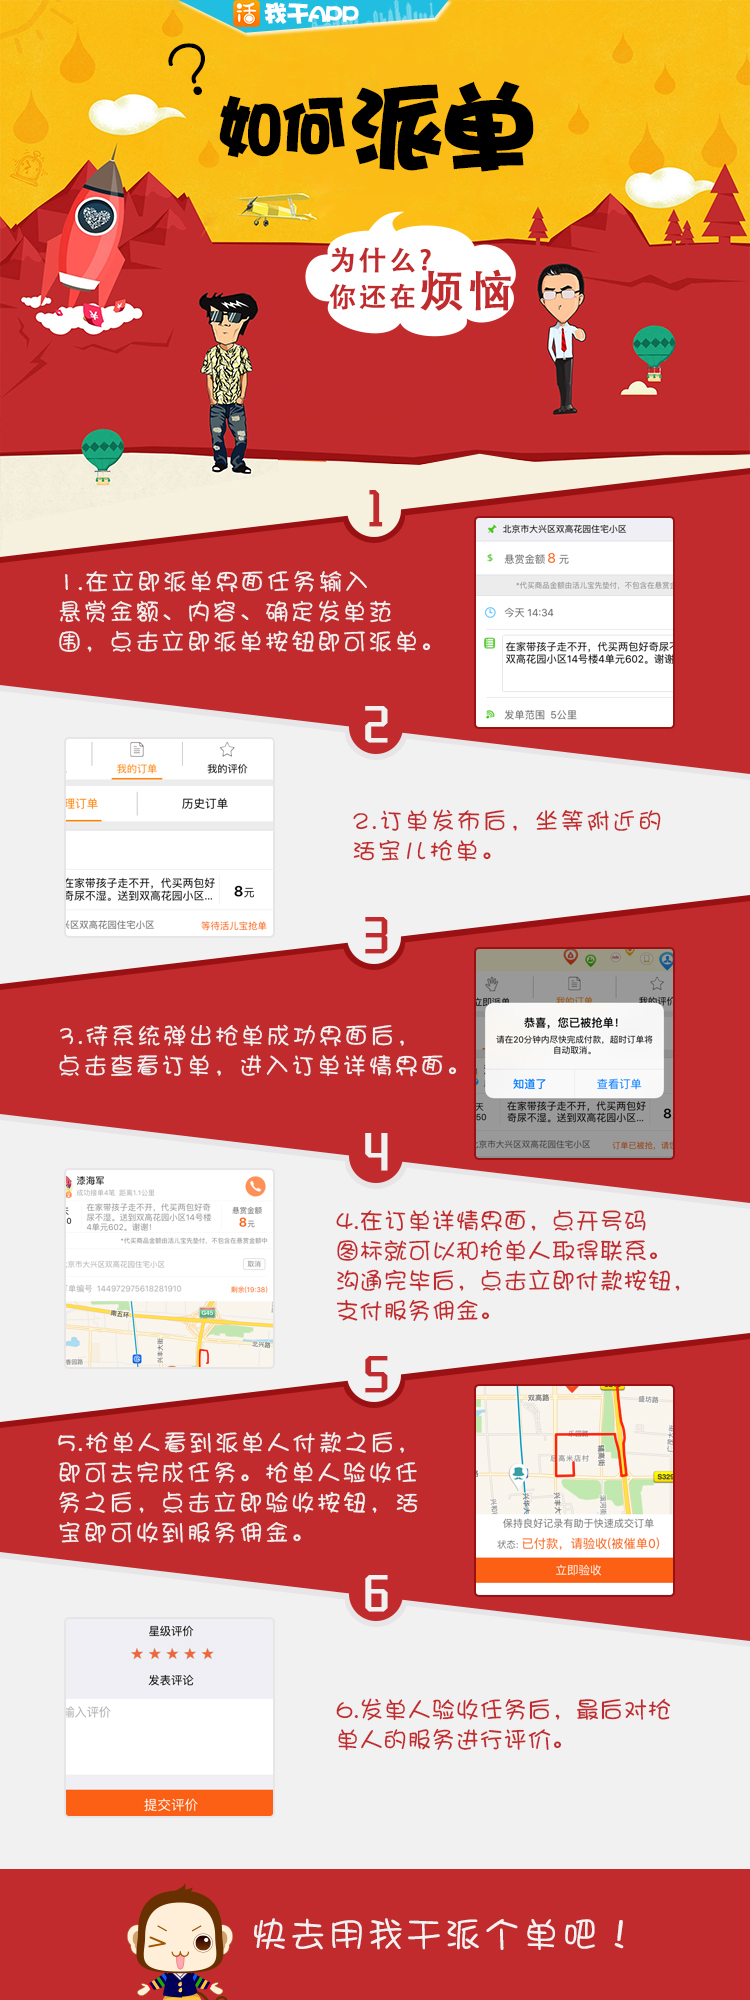 活 我干APP
?
如何派单
为什么?
你还在烦恼
1
1.在立即派单界面任务输入
悬赏金额、内容、确定发单范
围，点击立即派单按钮即可派单。
北京市大兴区双高花园住宅小区
$ 悬赏金额 8 元
*代买商品金额由活儿宝先垫付，不包含在悬赏金
今天 14:34
在家带孩子走不开，代买两包好奇尿不
双高花园小区14号楼4单元602。谢谢
发单范围 5公里
2
我的订单 我的评价
理订单 历史订单
在家带孩子走不开，代买两包好
奇尿不湿。送到双高花园小区...
8元
兴区双高花园住宅小区 等待活儿宝抢单
2.订单发布后，坐等附近的
活宝儿抢单。
3
3.待系统弹出抢单成功界面后，
点击查看订单，进入订单详情界面。
立即派单 我的订单 我的评价
恭喜，您已被抢单！
请在20分钟内尽快完成付款，超时订单将
自动取消。
知道了 查看订单
天 在家带孩子走不开，代买两包好
50 奇尿不湿。送到双高花园小区... 8
京市大兴区双高花园住宅小区 订单已被抢，请您
4
漆海军
成功接单4笔 距离1.1公里
在家带孩子走不开，代买两包好奇
尿不湿。送到双高花园小区14号楼
4单元602。谢谢！
悬赏金额
8元
*代买商品金额由活儿宝先垫付，不包含在悬赏金额中
京市大兴区双高花园住宅小区 取消
单编号 144972975618281910 剩余(19:38)
南五环 G45
北兴路
兴丰大街
4.在订单详情界面，点开号码
图标就可以和抢单人取得联系。
沟通完毕后，点击立即付款按钮，
支付服务佣金。
5
5.抢单人看到派单人付款之后，
即可去完成任务。抢单人验收任
务之后，点击立即验收按钮，活
宝即可收到服务佣金。
双高路
S329
兴华大
兴丰大
保持良好记录有助于快速成交订单
状态: 已付款，请验收(被催单0)
立即验收
6
星级评价
★★★★★
发表评论
输入评价
提交评价
6.发单人验收任务后，最后对抢
单人的服务进行评价。
快去用我干派个单吧！